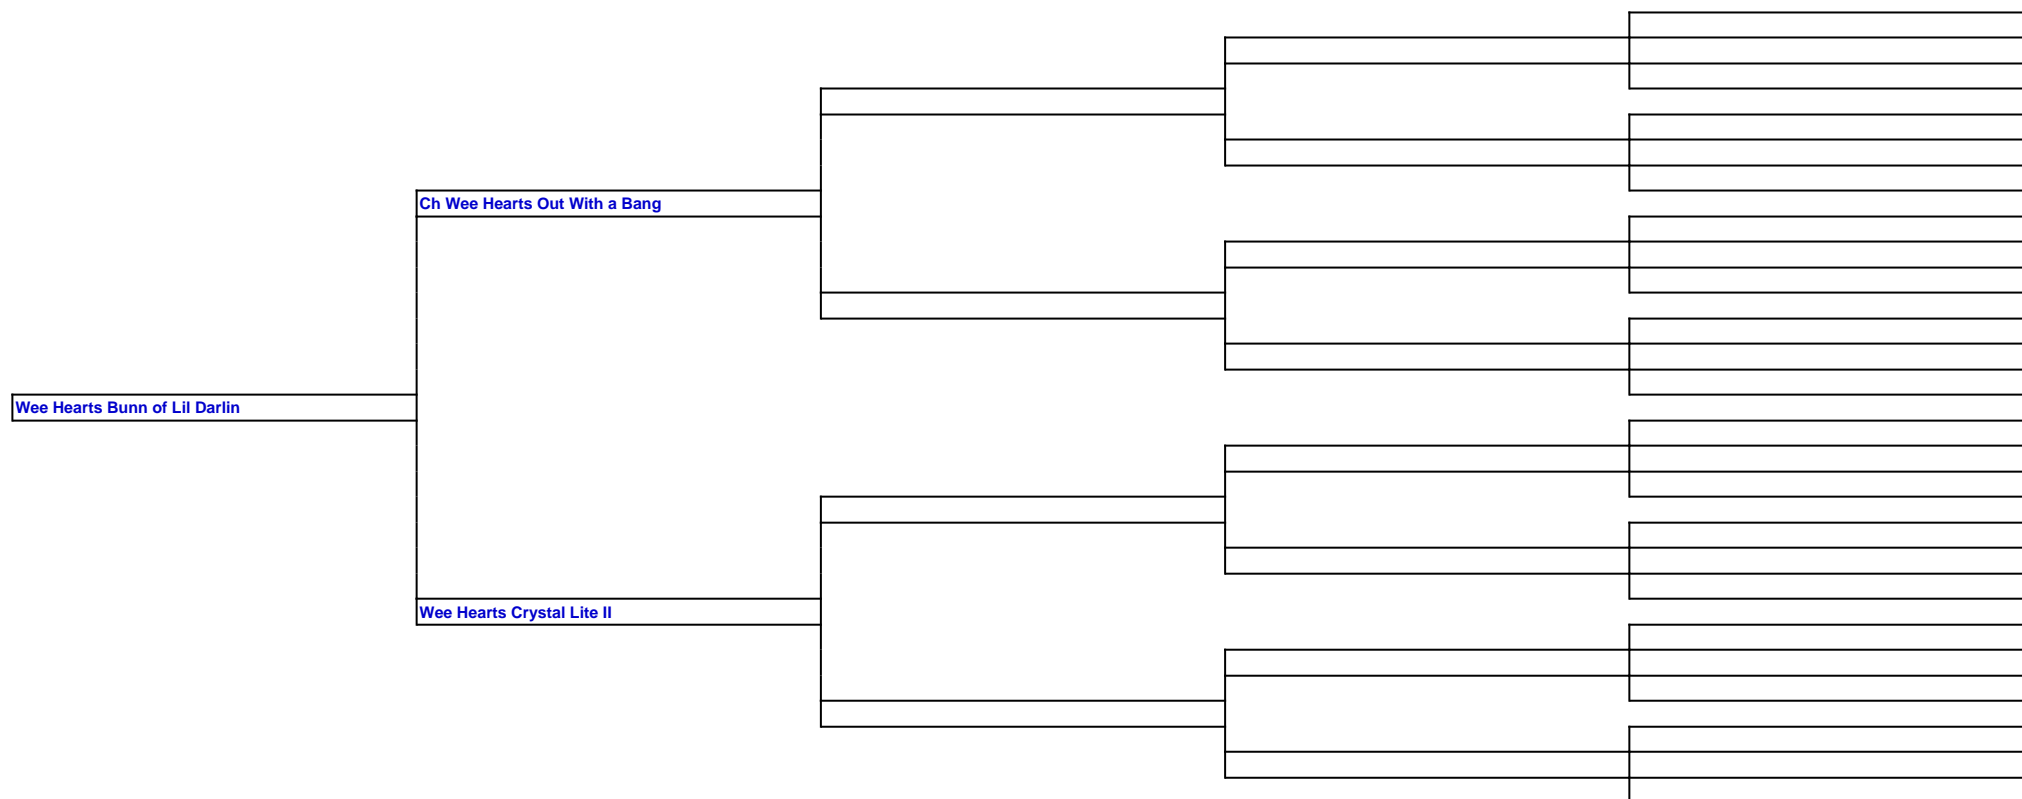 Ch Wee Hearts Out With a Bang
Wee Hearts Bunn of Lil Darlin
Wee Hearts Crystal Lite II